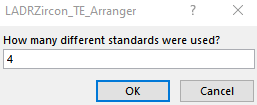 LADRZircon_TE_Arranger ? ×
How many different standards were used?
4
OK Cancel